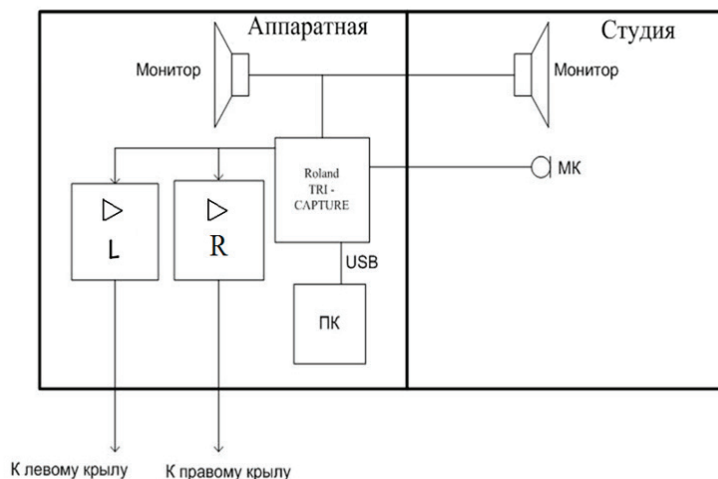 Аппаратная
Студия
Монитор
Монитор
Roland
TRI -
CAPTURE
МК
L
R
USB
ПК
К левому крылу
К правому крылу